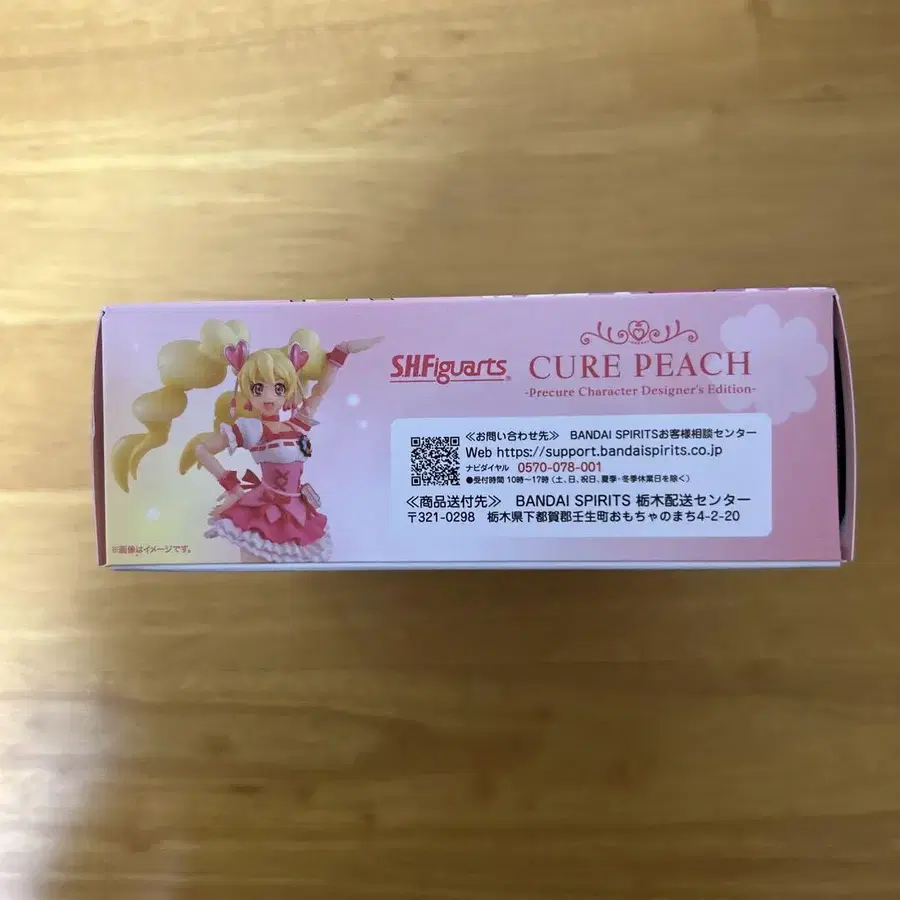 S.H.Figuarts
CURE PEACH
-Precure Character Designer's Edition-
≪お問い合わせ先≫ BANDAI SPIRITSお客様相談センター
Web https://support.bandaispirits.co.jp
ナビダイヤル 0570-078-001
●受付時間 10時～17時(土、日、祝日、夏季・冬季休業日を除く)
≪商品送付先≫ BANDAI SPIRITS 栃木配送センター
〒321-0298 栃木県下都賀郡壬生町おもちゃのまち4-2-20
※画像はイメージです。